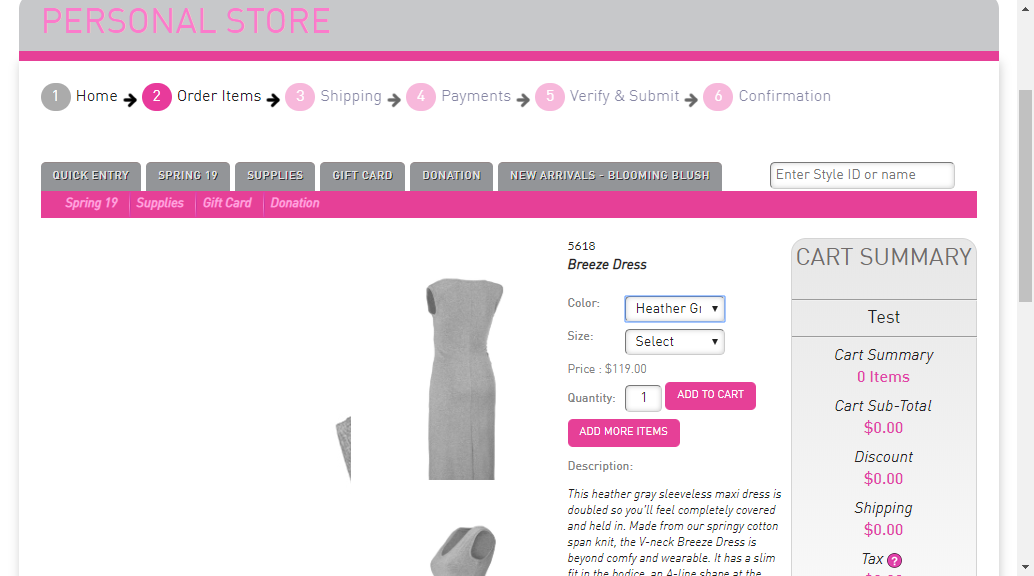 PERSONAL STORE
1 Home 2 Order Items 3 Shipping 4 Payments 5 Verify & Submit 6 Confirmation
QUICK ENTRY SPRING 19 SUPPLIES GIFT CARD DONATION NEW ARRIVALS - BLOOMING BLUSH Enter Style ID or name
Spring 19 Supplies Gift Card Donation
5618
Breeze Dress
Color: Heather Gr
Size: Select
Price : $119.00
Quantity: 1 ADD TO CART
ADD MORE ITEMS
Description:
This heather gray sleeveless maxi dress is
doubled so you'll feel completely covered
and held in. Made from our springy cotton
span knit, the V-neck Breeze Dress is
beyond comfy and wearable. It has a slim
fit in the bodice, an A-line shape at the
CART SUMMARY
Test
Cart Summary
0 Items
Cart Sub-Total
$0.00
Discount
$0.00
Shipping
$0.00
Tax ?
$0.00